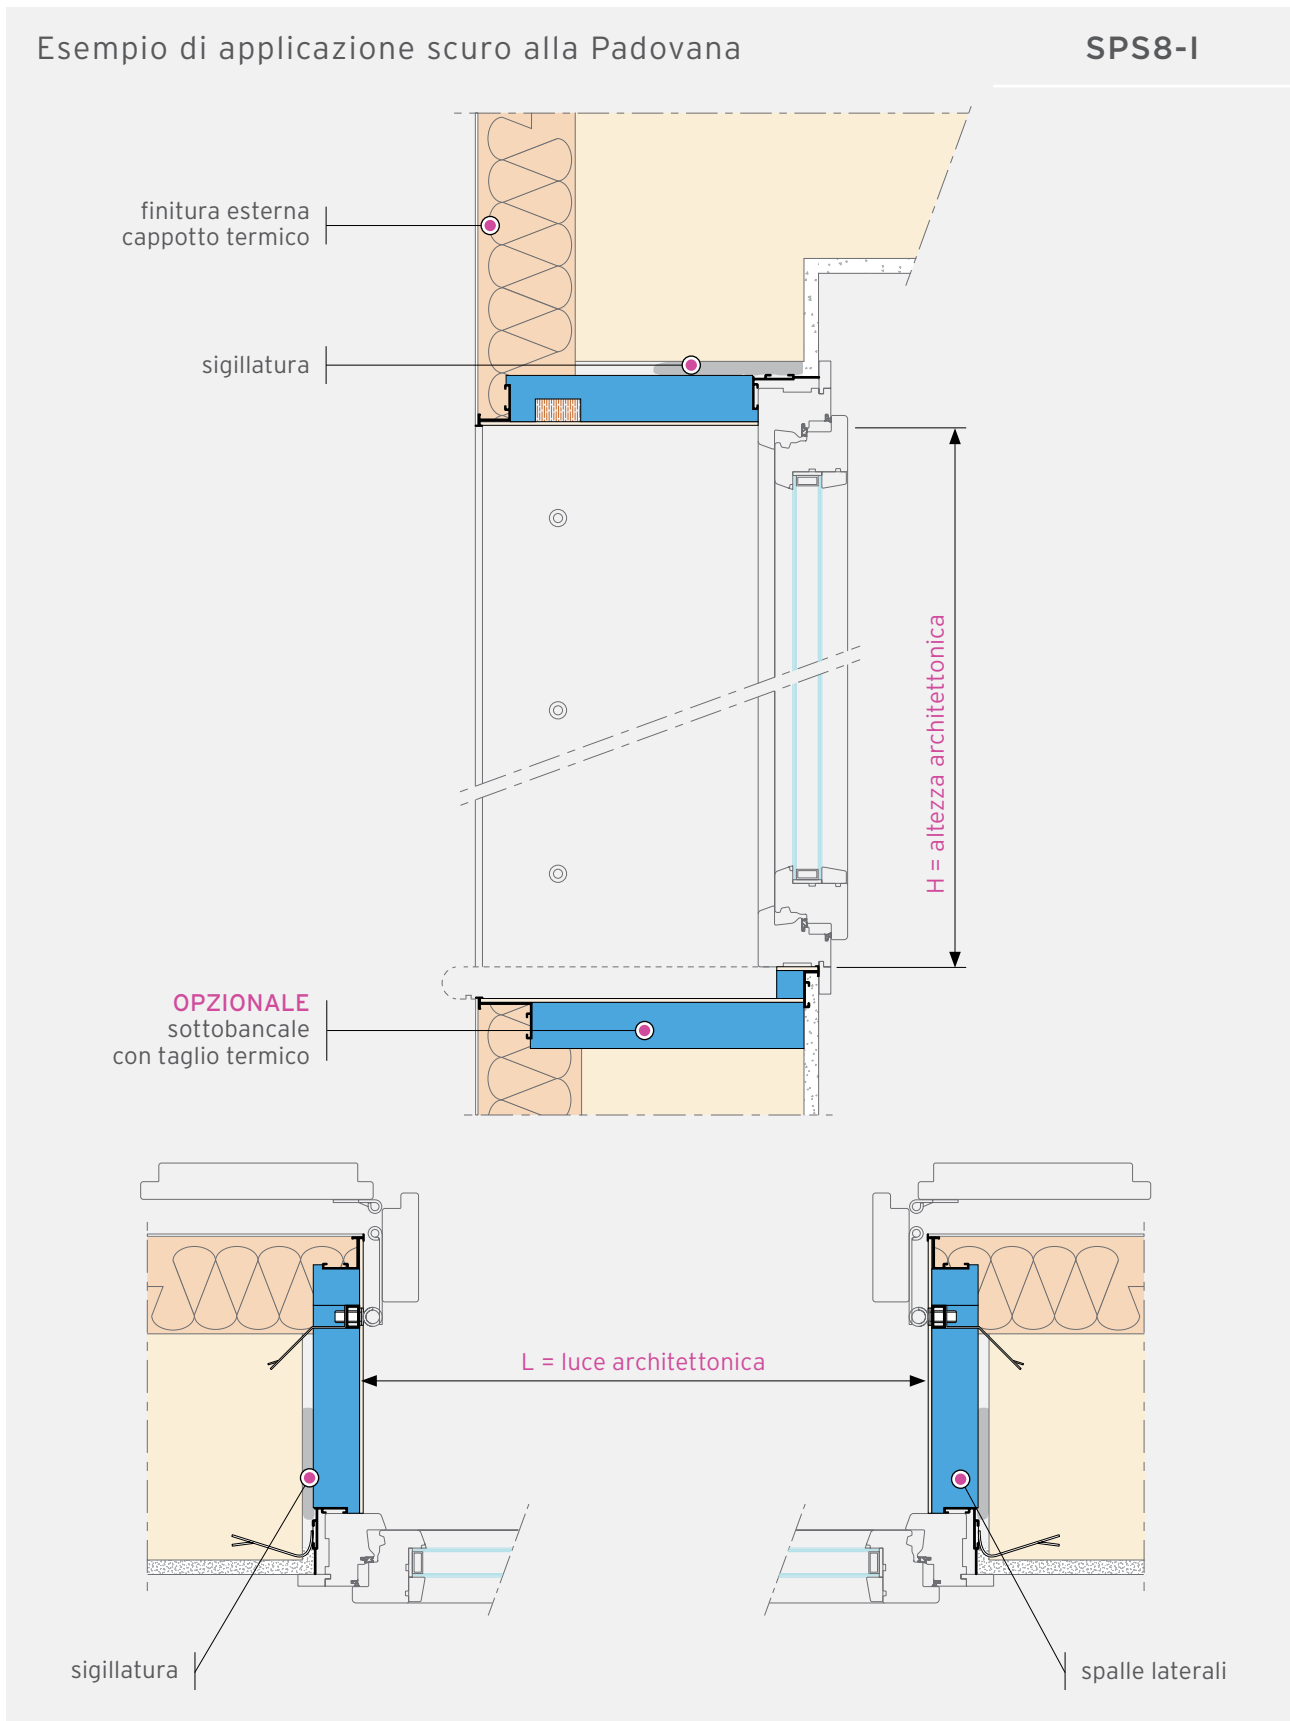 Esempio di applicazione scuro alla Padovana
SPS8-I
finitura esterna
cappotto termico
sigillatura
H = altezza architettonica
OPZIONALE
sottobancale
con taglio termico
L = luce architettonica
sigillatura
spalle laterali